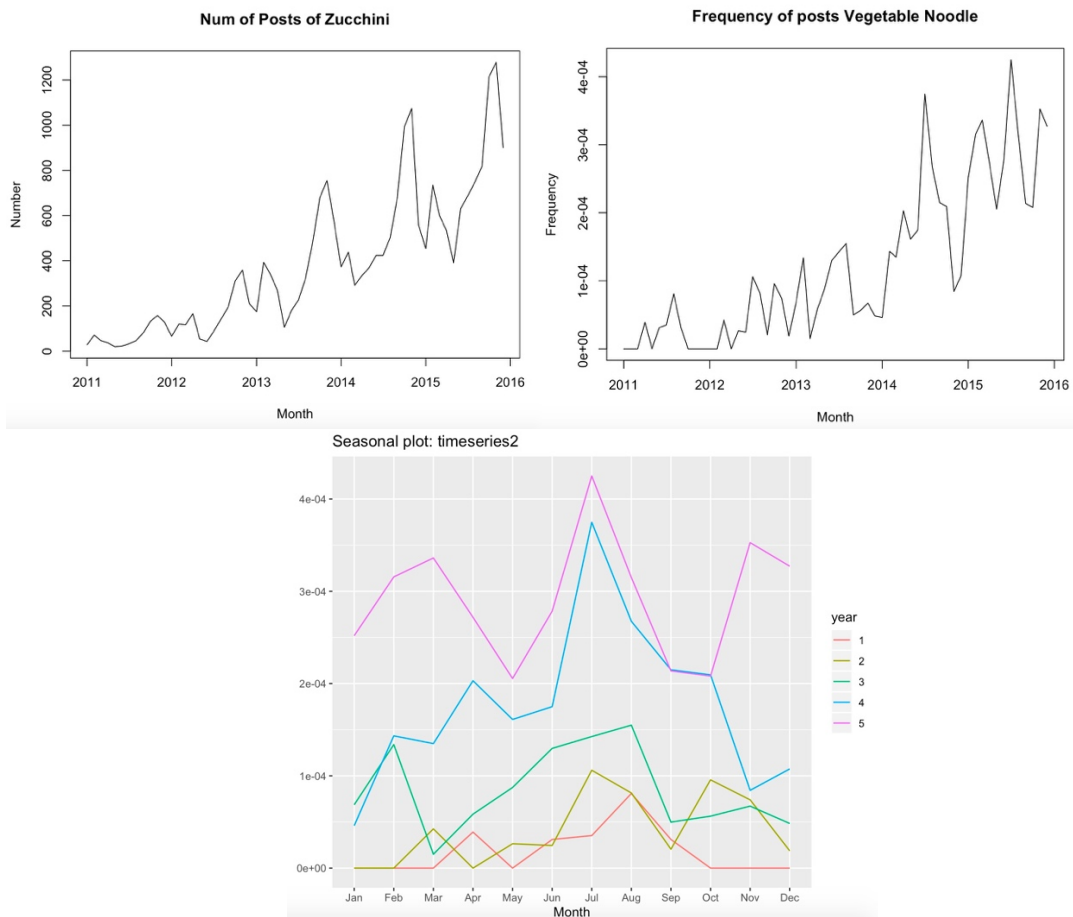 Num of Posts of Zucchini
Number
0
200
400
600
800
1000
1200
2011 2012 2013 2014 2015 2016
Month
Frequency of posts Vegetable Noodle
Frequency
0e+00
1e-04
2e-04
3e-04
4e-04
2011 2012 2013 2014 2015 2016
Month
Seasonal plot: timeseries2
4e-04
3e-04
2e-04
1e-04
0e+00
Jan Feb Mar Apr May Jun Jul Aug Sep Oct Nov Dec
Month
year
1
2
3
4
5